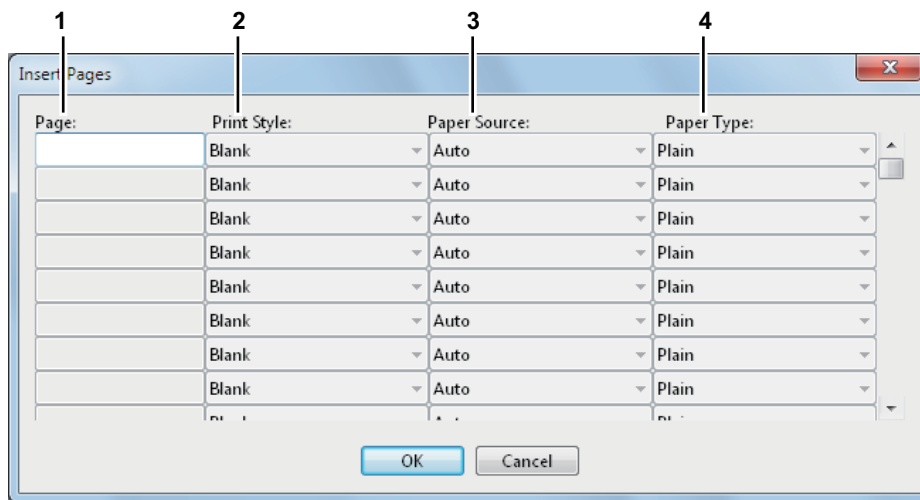 1 2 3 4
Insert Pages
Page: Print Style: Paper Source: Paper Type:
Blank Auto Plain
Blank Auto Plain
Blank Auto Plain
Blank Auto Plain
Blank Auto Plain
Blank Auto Plain
Blank Auto Plain
Blank Auto Plain
OK Cancel